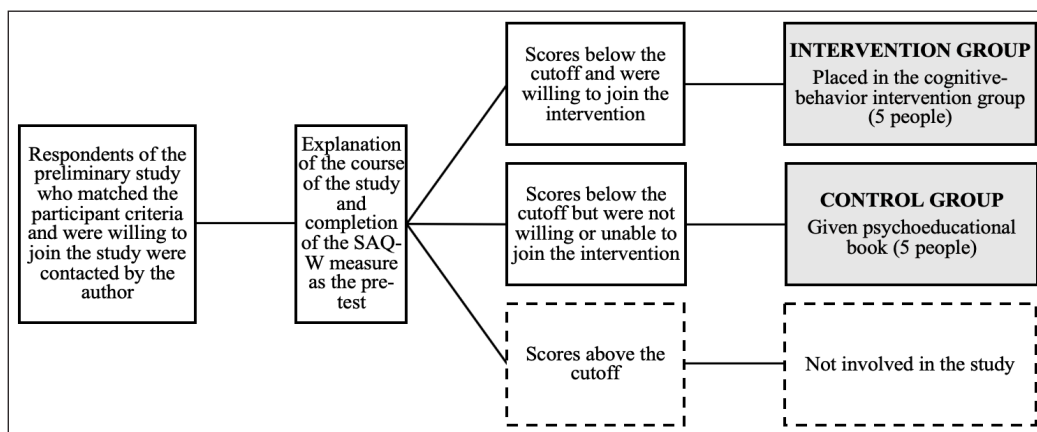 Respondents of the
preliminary study
who matched the
participant criteria
and were willing to
join the study were
contacted by the
author
Explanation
of the course
of the study
and
completion
of the SAQ-
W measure
as the pre-
test
Scores below the
cutoff and were
willing to join the
intervention
INTERVENTION GROUP
Placed in the cognitive-
behavior intervention group
(5 people)
Scores below the
cutoff but were not
willing or unable to
join the intervention
CONTROL GROUP
Given psychoeducational
book (5 people)
Scores above the
cutoff
Not involved in the study